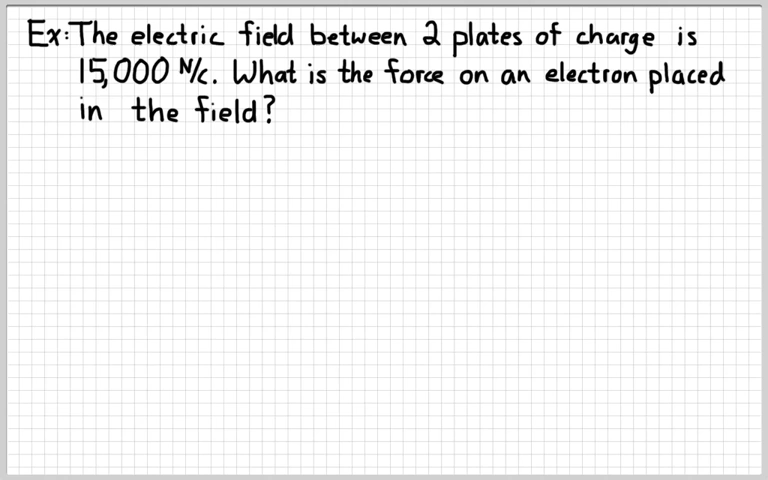 Ex: The electric field between 2 plates of charge is
15,000 N/C. What is the force on an electron placed
in the field?